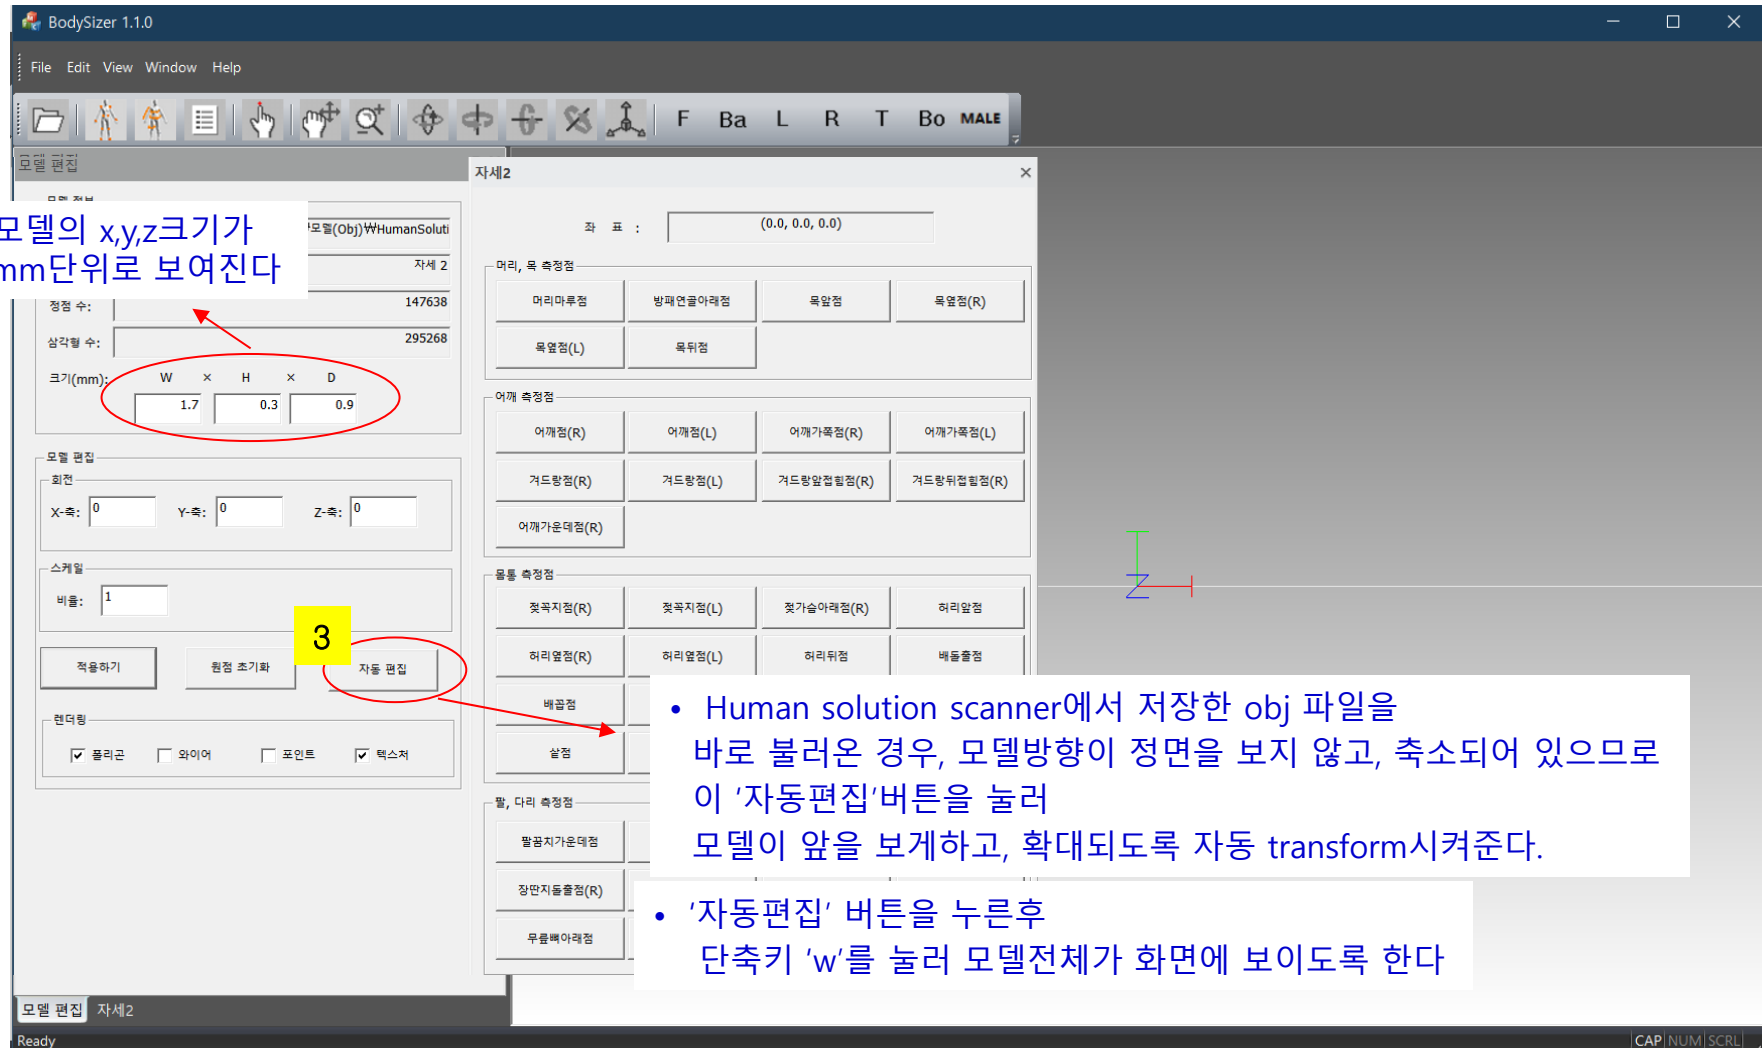 BodySizer 1.1.0
File Edit View Window Help
F Ba L R T Bo MALE
모델 편집
모델의 x,y,z크기가
mm단위로 보여진다
모델(Obj)₩HumanSoluti
자세 2
정점 수: 147638
삼각형 수: 295268
크기(mm): W × H × D
1.7 0.3 0.9
모델 편집
회전
X-축: 0 Y-축: 0 Z-축: 0
스케일
비율: 1
3
적용하기 원점 초기화 자동 편집
렌더링
폴리곤 와이어 포인트 텍스처
자세2
좌 표 : (0.0, 0.0, 0.0)
머리, 목 측정점
머리마루점 방패연골아래점 목앞점 목옆점(R)
목옆점(L) 목뒤점
어깨 측정점
어깨점(R) 어깨점(L) 어깨가쪽점(R) 어깨가쪽점(L)
겨드랑점(R) 겨드랑점(L) 겨드랑앞접힘점(R) 겨드랑뒤접힘점(R)
어깨가운데점(R)
몸통 측정점
젖꼭지점(R) 젖꼭지점(L) 젖가슴아래점(R) 허리앞점
허리옆점(R) 허리옆점(L) 허리뒤점 배돌출점
배꼽점
샅점
팔, 다리 측정점
팔꿈치가운데점
장딴지돌출점(R)
무릎뼈아래점
• Human solution scanner에서 저장한 obj 파일을
바로 불러온 경우, 모델방향이 정면을 보지 않고, 축소되어 있으므로
이 ‘자동편집’버튼을 눌러
모델이 앞을 보게하고, 확대되도록 자동 transform시켜준다.
• ‘자동편집’ 버튼을 누른후
단축키 ‘w’를 눌러 모델전체가 화면에 보이도록 한다
모델 편집 자세2
Ready
CAP NUM SCRL